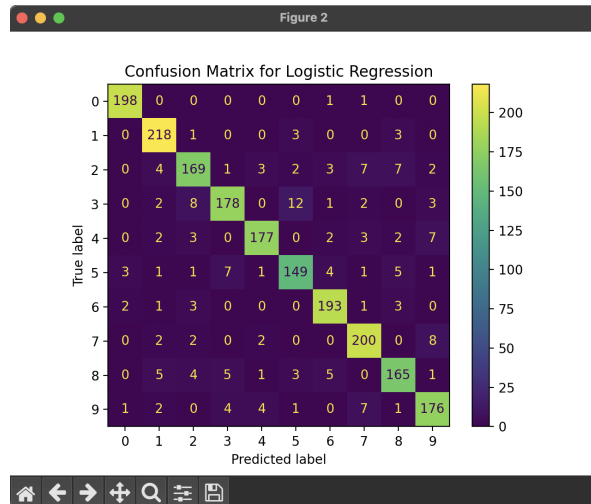 Figure 2
Confusion Matrix for Logistic Regression
True label
0 198 0 0 0 0 0 1 1 0 0
1 0 218 1 0 0 3 0 0 3 0
2 0 4 169 1 3 2 3 7 7 2
3 0 2 8 178 0 12 1 2 0 3
4 0 2 3 0 177 0 2 3 2 7
5 3 1 1 7 1 149 4 1 5 1
6 2 1 3 0 0 0 193 1 3 0
7 0 2 2 0 2 0 0 200 0 8
8 0 5 4 5 1 3 5 0 165 1
9 1 2 0 4 4 1 0 7 1 176
0 1 2 3 4 5 6 7 8 9
Predicted label
200
175
150
125
100
75
50
25
0